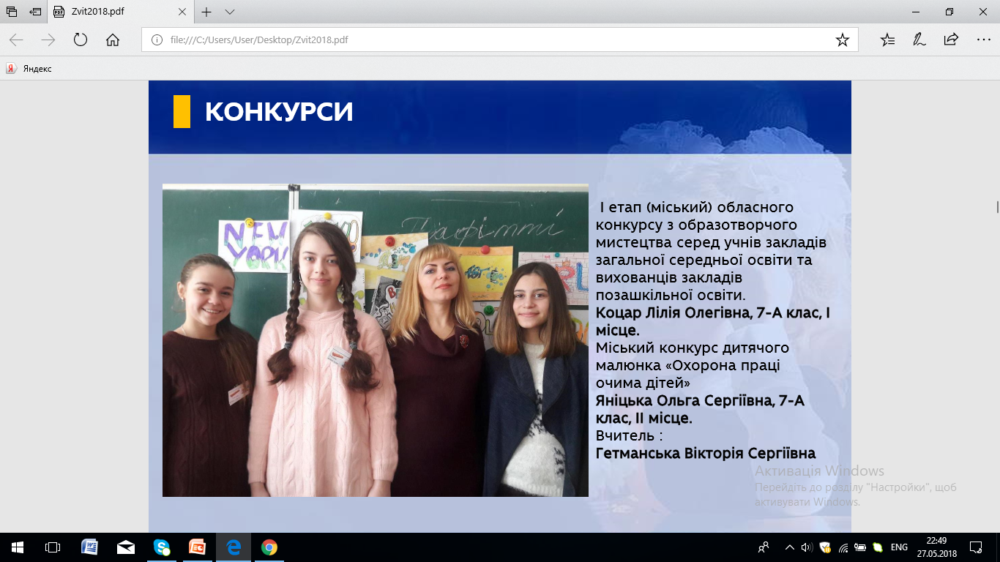 Zvit2018.pdf
file:///C:/Users/User/Desktop/Zvit2018.pdf
Яндекс
КОНКУРСИ
NEW
YORK
Графітті
І етап (міський) обласного
конкурсу з образотворчого
мистецтва серед учнів закладів
загальної середньої освіти та
вихованців закладів
позашкільної освіти.
Коцар Лілія Олегівна, 7-А клас, І
місце.
Міський конкурс дитячого
малюнка «Охорона праці
очима дітей»
Яніцька Ольга Сергіївна, 7-А
клас, ІІ місце.
Вчитель :
Гетманська Вікторія Сергіївна
Активація Windows
Перейдіть до розділу "Настройки", щоб
активувати Windows.
ENG
22:49
27.05.2018